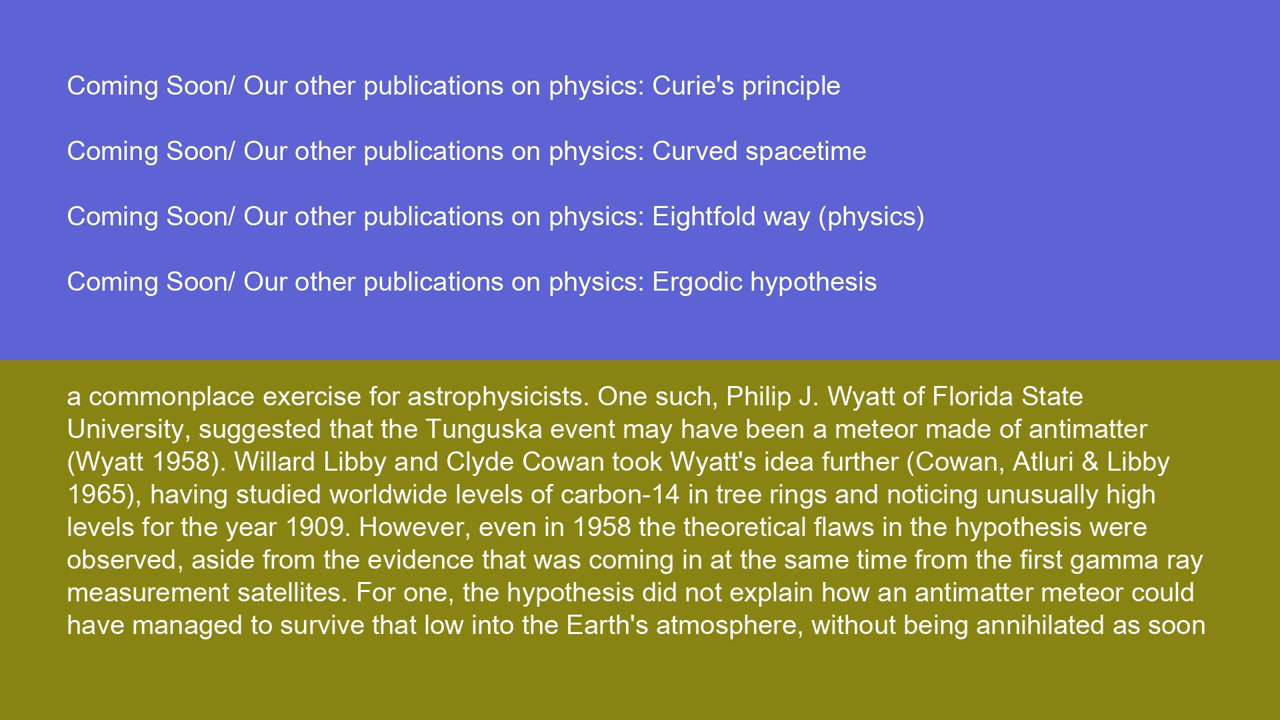 Coming Soon/ Our other publications on physics: Curie's principle
Coming Soon/ Our other publications on physics: Curved spacetime
Coming Soon/ Our other publications on physics: Eightfold way (physics)
Coming Soon/ Our other publications on physics: Ergodic hypothesis
a commonplace exercise for astrophysicists. One such, Philip J. Wyatt of Florida State
University, suggested that the Tunguska event may have been a meteor made of antimatter
(Wyatt 1958). Willard Libby and Clyde Cowan took Wyatt's idea further (Cowan, Atluri & Libby
1965), having studied worldwide levels of carbon-14 in tree rings and noticing unusually high
levels for the year 1909. However, even in 1958 the theoretical flaws in the hypothesis were
observed, aside from the evidence that was coming in at the same time from the first gamma ray
measurement satellites. For one, the hypothesis did not explain how an antimatter meteor could
have managed to survive that low into the Earth's atmosphere, without being annihilated as soon